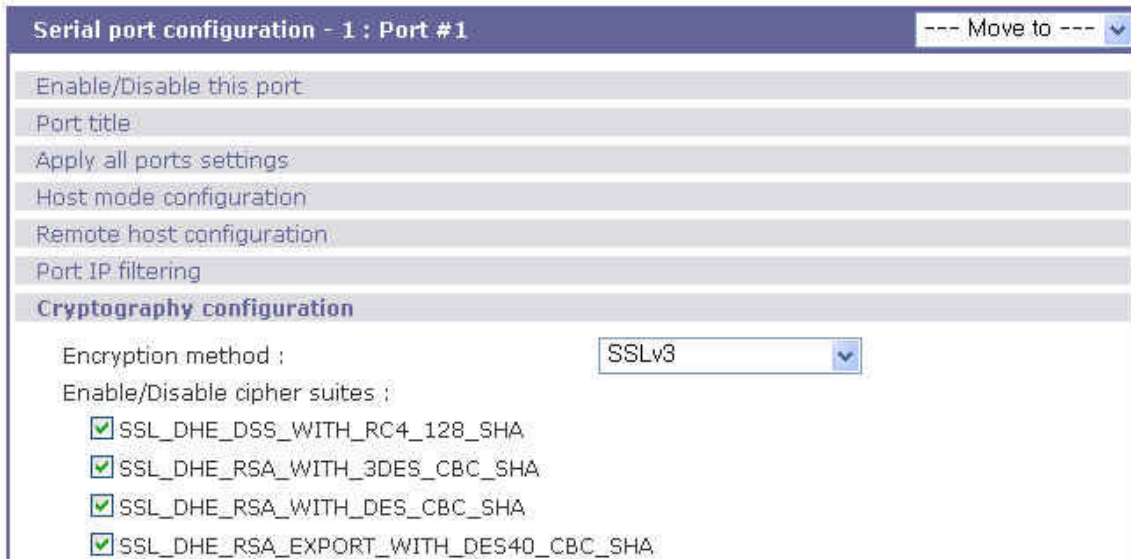 Serial port configuration - 1 : Port #1 --- Move to ---
Enable/Disable this port
Port title
Apply all ports settings
Host mode configuration
Remote host configuration
Port IP filtering
Cryptography configuration
Encryption method : SSLv3
Enable/Disable cipher suites :
SSL_DHE_DSS_WITH_RC4_128_SHA
SSL_DHE_RSA_WITH_3DES_CBC_SHA
SSL_DHE_RSA_WITH_DES_CBC_SHA
SSL_DHE_RSA_EXPORT_WITH_DES40_CBC_SHA